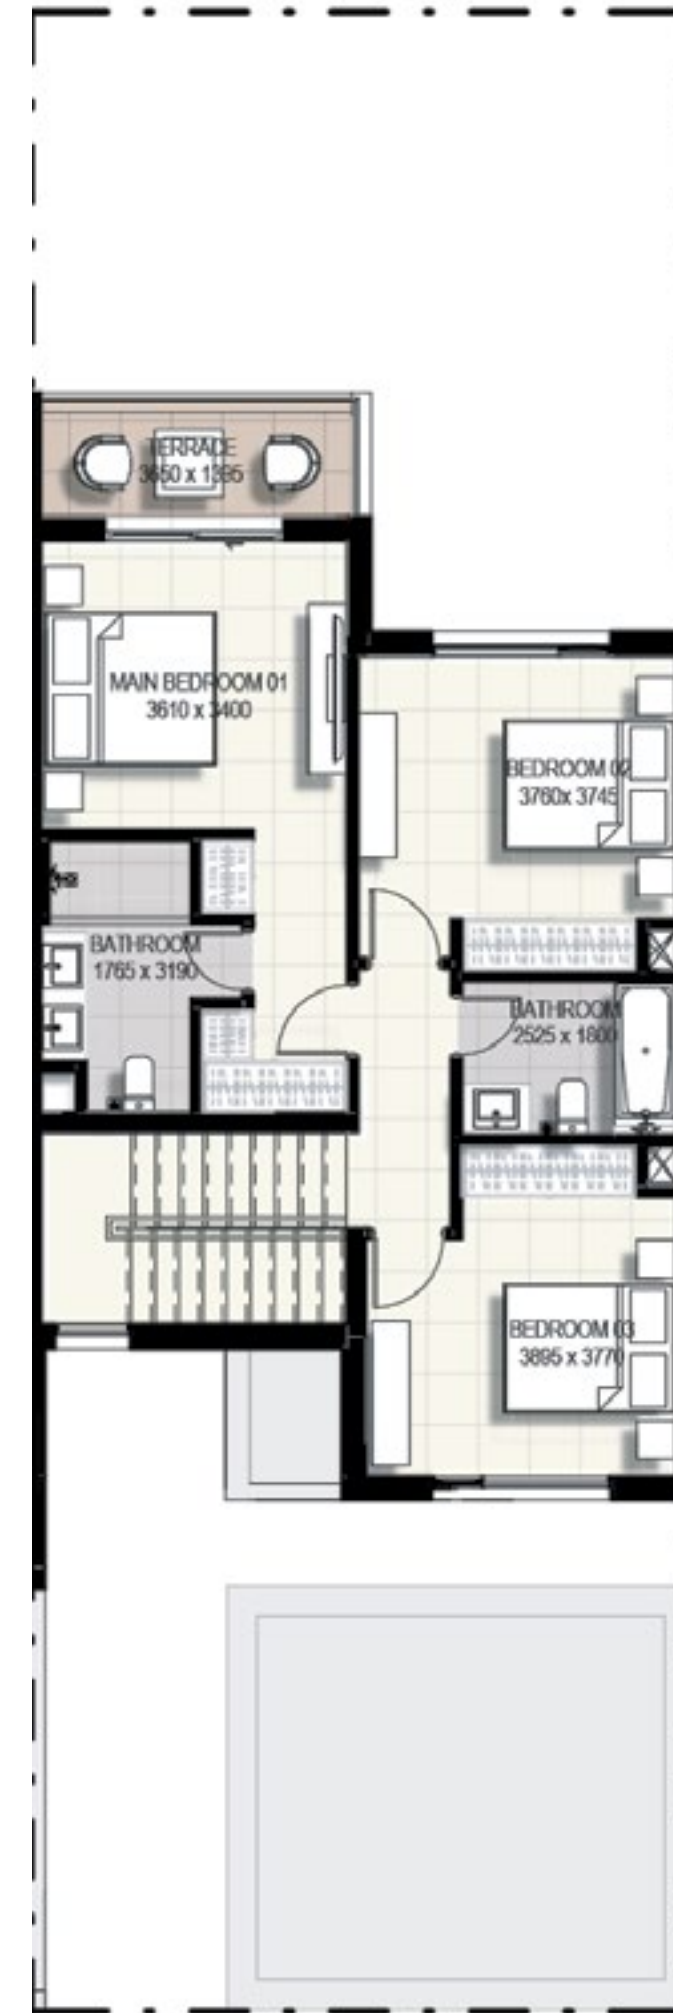 TERRACE
3650 x 1395
MAIN BEDROOM 01
3610 x 3400
BEDROOM 02
3760x 3745
BATHROOM
1765 x 3190
BATHROOM
2525 x 1800
BEDROOM 03
3895 x 3770